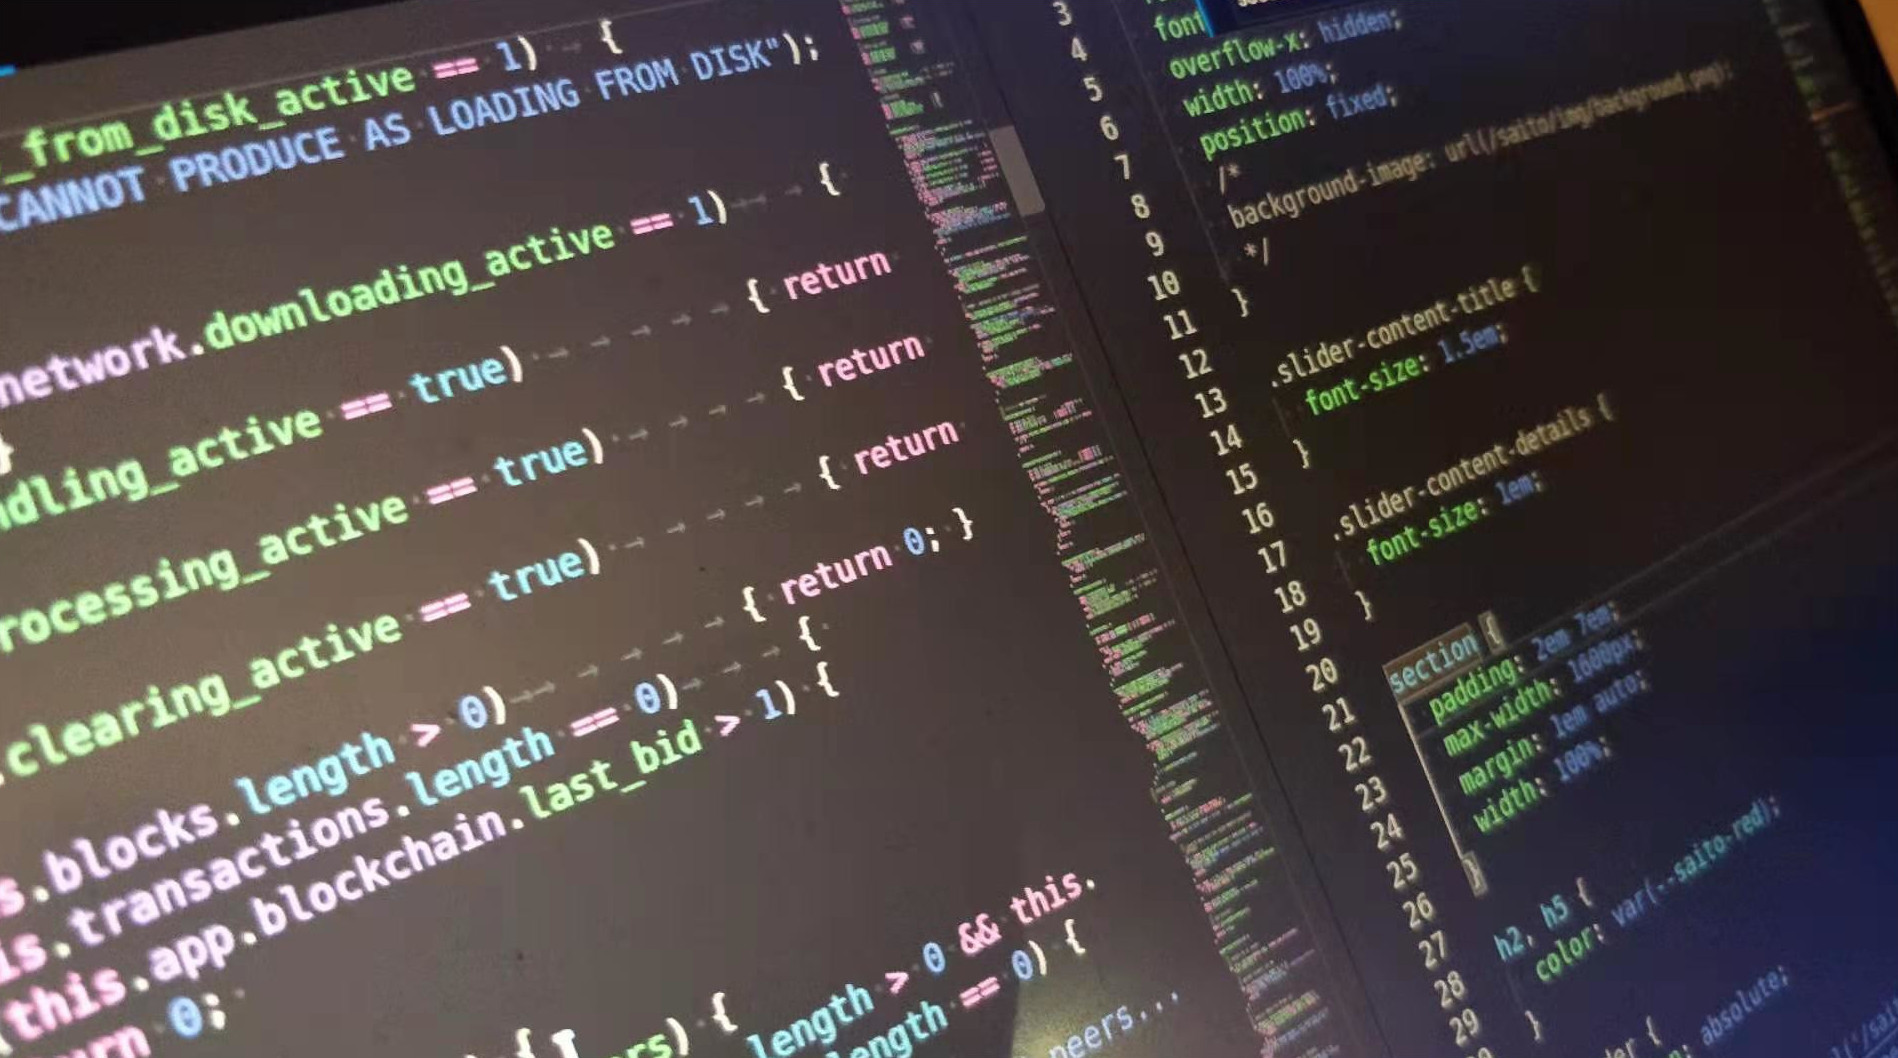 _from_disk_active == 1) {
CANNOT PRODUCE AS LOADING FROM DISK");
network.downloading_active == 1) {
}
ndling_active == true) { return
rocessing_active == true) { return
.clearing_active == true) { return
s.blocks.length > 0) { return 0; }
is.transactions.length == 0) {
(this.app.blockchain.last_bid > 1) {
urn 0;
length > 0 && this.
ers) { length == 0) {
peers...
3 font
4 overflow-x: hidden;
5 width: 100%;
6 position: fixed;
7 /*
8 background-image: url(/saito/img/background.png);
9 */
10 }
11
12 .slider-content-title {
13 font-size: 1.5em;
14 }
15
16 .slider-content-details {
17 font-size: 1em;
18 }
19
20 section {
21 padding: 2em 7em;
22 max-width: 1600px;
23 margin: 1em auto;
24 width: 100%;
25 }
26
27 h2, h5 {
28 color: var(--saito-red);
29 }
der {
n: absolute;